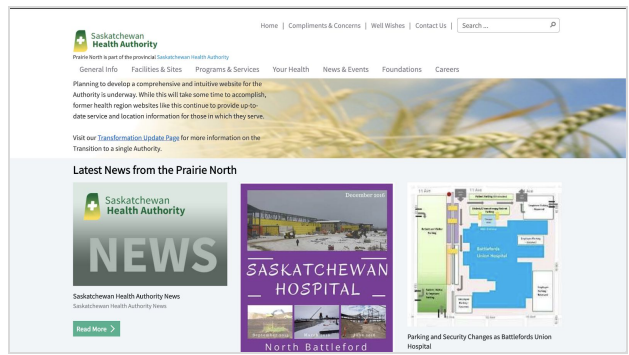 Home | Compliments & Concerns | Well Wishes | Contact Us | Search ...
Saskatchewan
Health Authority
Prairie North is part of the provincial Saskatchewan Health Authority
General Info Facilities & Sites Programs & Services Your Health News & Events Foundations Careers
Planning to develop a comprehensive and intuitive website for the
Authority is underway. While this will take some time to accomplish,
former health region websites like this continue to provide up-to-
date service and location information for those in which they serve.
Visit our Transformation Update Page for more information on the
Transition to a single Authority.
Latest News from the Prairie North
Saskatchewan
Health Authority
NEWS
Saskatchewan Health Authority News
Saskatchewan Health Authority News
Read More
December 2016
SASKATCHEWAN
HOSPITAL
North Battleford
Battlefords
Union Hospital
Parking and Security Changes as Battlefords Union
Hospital